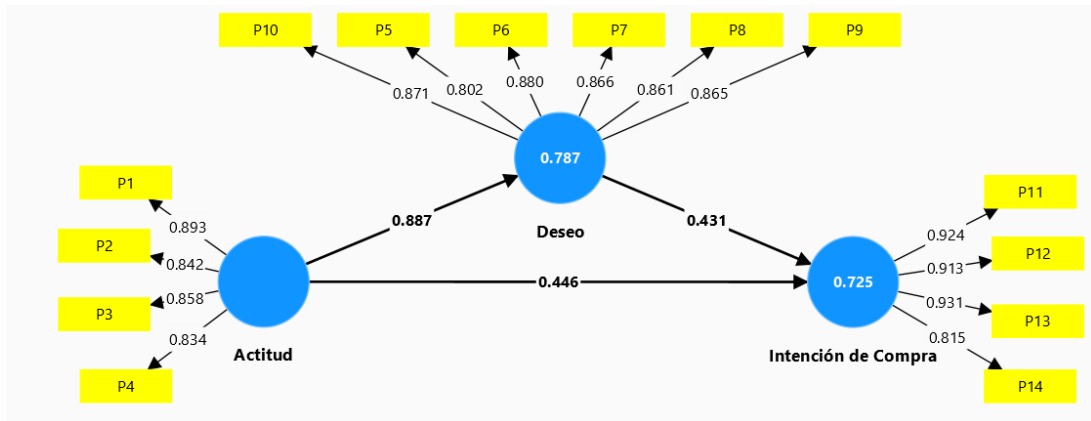 P10
P5
P6
P7
P8
P9
0.871
0.802
0.880
0.866
0.861
0.865
0.787
Deseo
P1
P2
P3
P4
0.893
0.842
0.858
0.834
0.887
0.431
0.446
Actitud
0.725
Intención de Compra
P11
P12
P13
P14
0.924
0.913
0.931
0.815